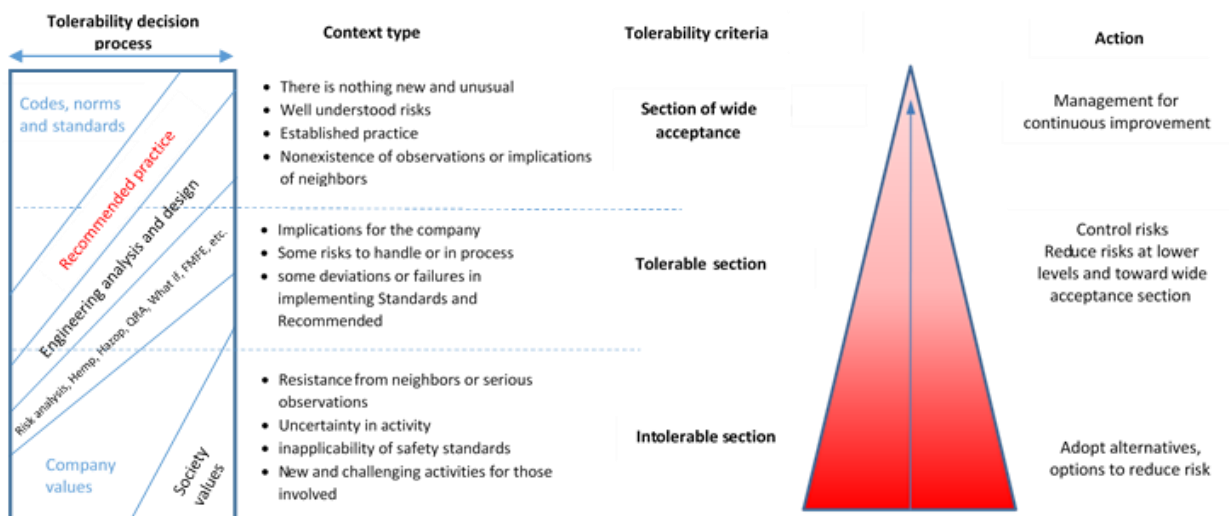 Tolerability decision
process
Context type
Tolerability criteria
Action
Codes, norms
and standards
Recommended practice
Engineering analysis and design
Risk analysis, Hemp, Hazop, QRA, What if, FMFE, etc.
Company
values
Society
values
• There is nothing new and unusual
• Well understood risks
• Established practice
• Nonexistence of observations or implications
of neighbors
Section of wide
acceptance
Management for
continuous improvement
• Implications for the company
• Some risks to handle or in process
• some deviations or failures in
implementing Standards and
Recommended
Tolerable section
Control risks
Reduce risks at lower
levels and toward wide
acceptance section
• Resistance from neighbors or serious
observations
• Uncertainty in activity
• inapplicability of safety standards
• New and challenging activities for those
involved
Intolerable section
Adopt alternatives,
options to reduce risk